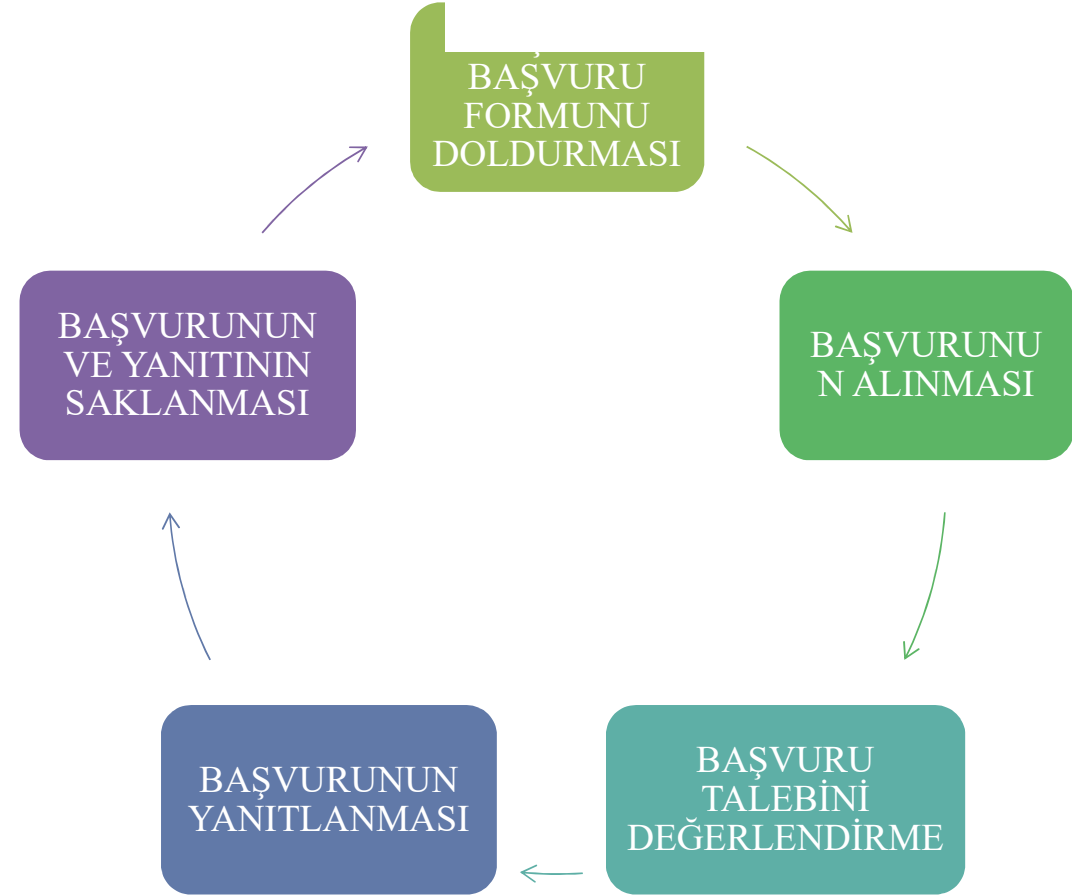 BAŞVURU
FORMUNU
DOLDURMASI
BAŞVURUNU
N ALINMASI
BAŞVURU
TALEBİNİ
DEĞERLENDİRME
BAŞVURUNUN
YANITLANMASI
BAŞVURUNUN
VE YANITININ
SAKLANMASI